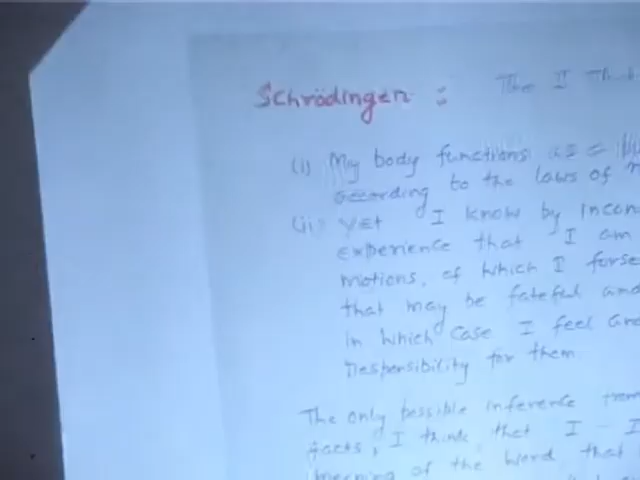 Schrödinger : The I Th
(i) My body functions as a
according to the laws of
(ii) Yet I know by incon
experience that I am
motions, of which I forse
that may be fateful and
in which case I feel and
Responsibility for them
The only possible inference
facts, I think that I - I
meaning of the word that